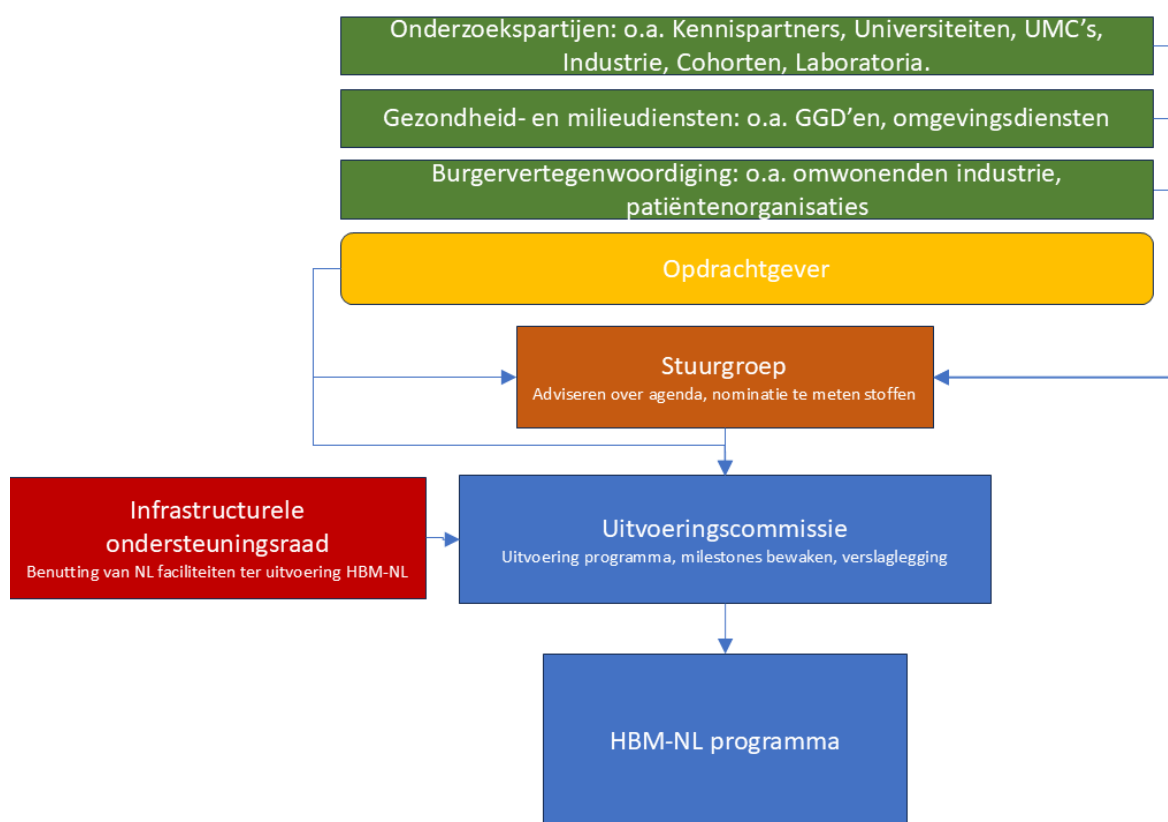 Onderzoekspartijen: o.a. Kennispartners, Universiteiten, UMC's,
Industrie, Cohorten, Laboratoria.
Gezondheid- en milieudiensten: o.a. GGD'en, omgevingsdiensten
Burgervertegenwoordiging: o.a. omwonenden industrie,
patiëntenorganisaties
Opdrachtgever
Stuurgroep
Adviseren over agenda, nominatie te meten stoffen
Infrastructurele
ondersteuningsraad
Benutting van NL faciliteiten ter uitvoering HBM-NL
Uitvoeringscommissie
Uitvoering programma, milestones bewaken, verslaglegging
HBM-NL programma